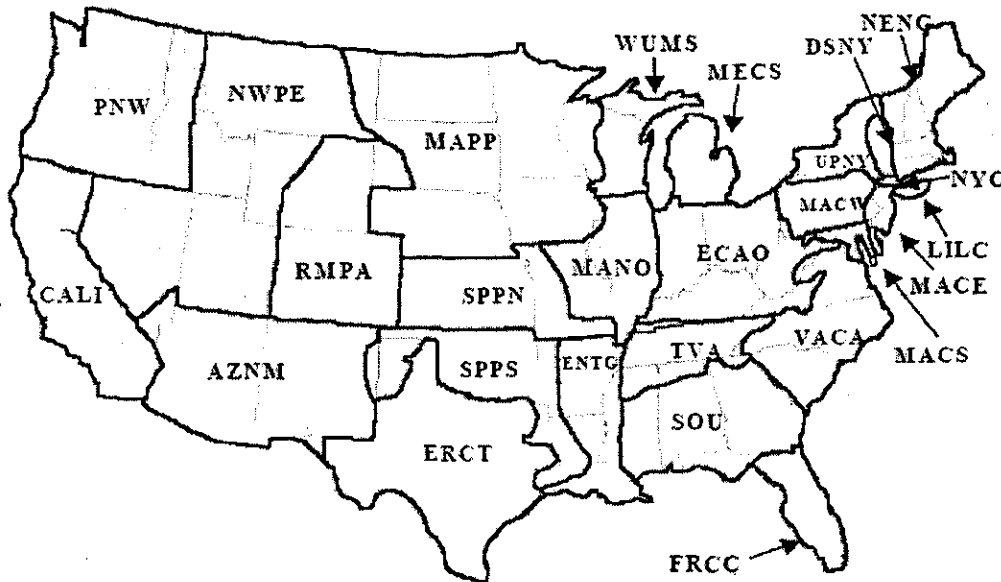 NENG
DSNY
WUMS
MECS
PNW
NWPE
MAPP
UPNY
NYC
MACW
LILC
RMPA
MANO
ECAO
CALI
SPPN
MACE
VACA
MACS
AZNM
SPPS
ENTG
TVA
SOU
ERCT
FRCC